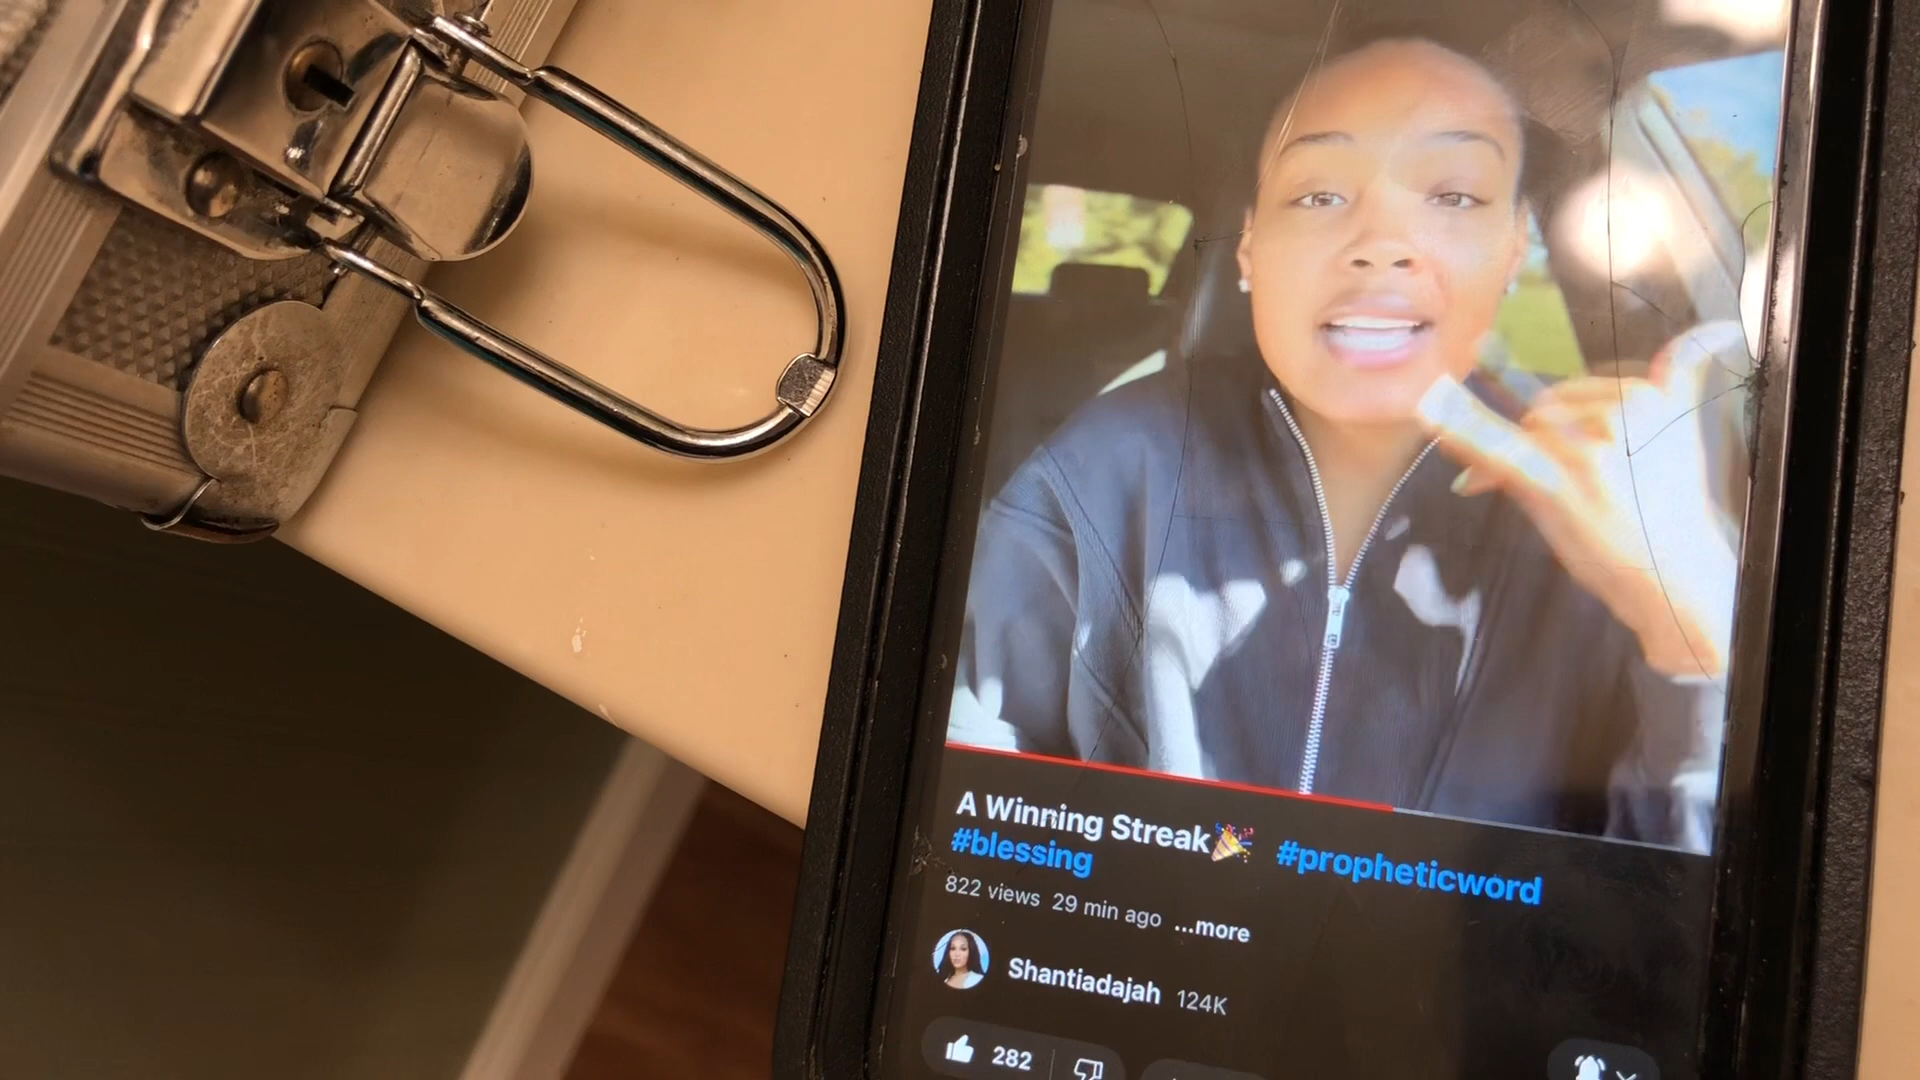 A Winning Streak🎉 #propheticword
#blessing
822 views 29 min ago ...more
Shantiadajah 124K
282